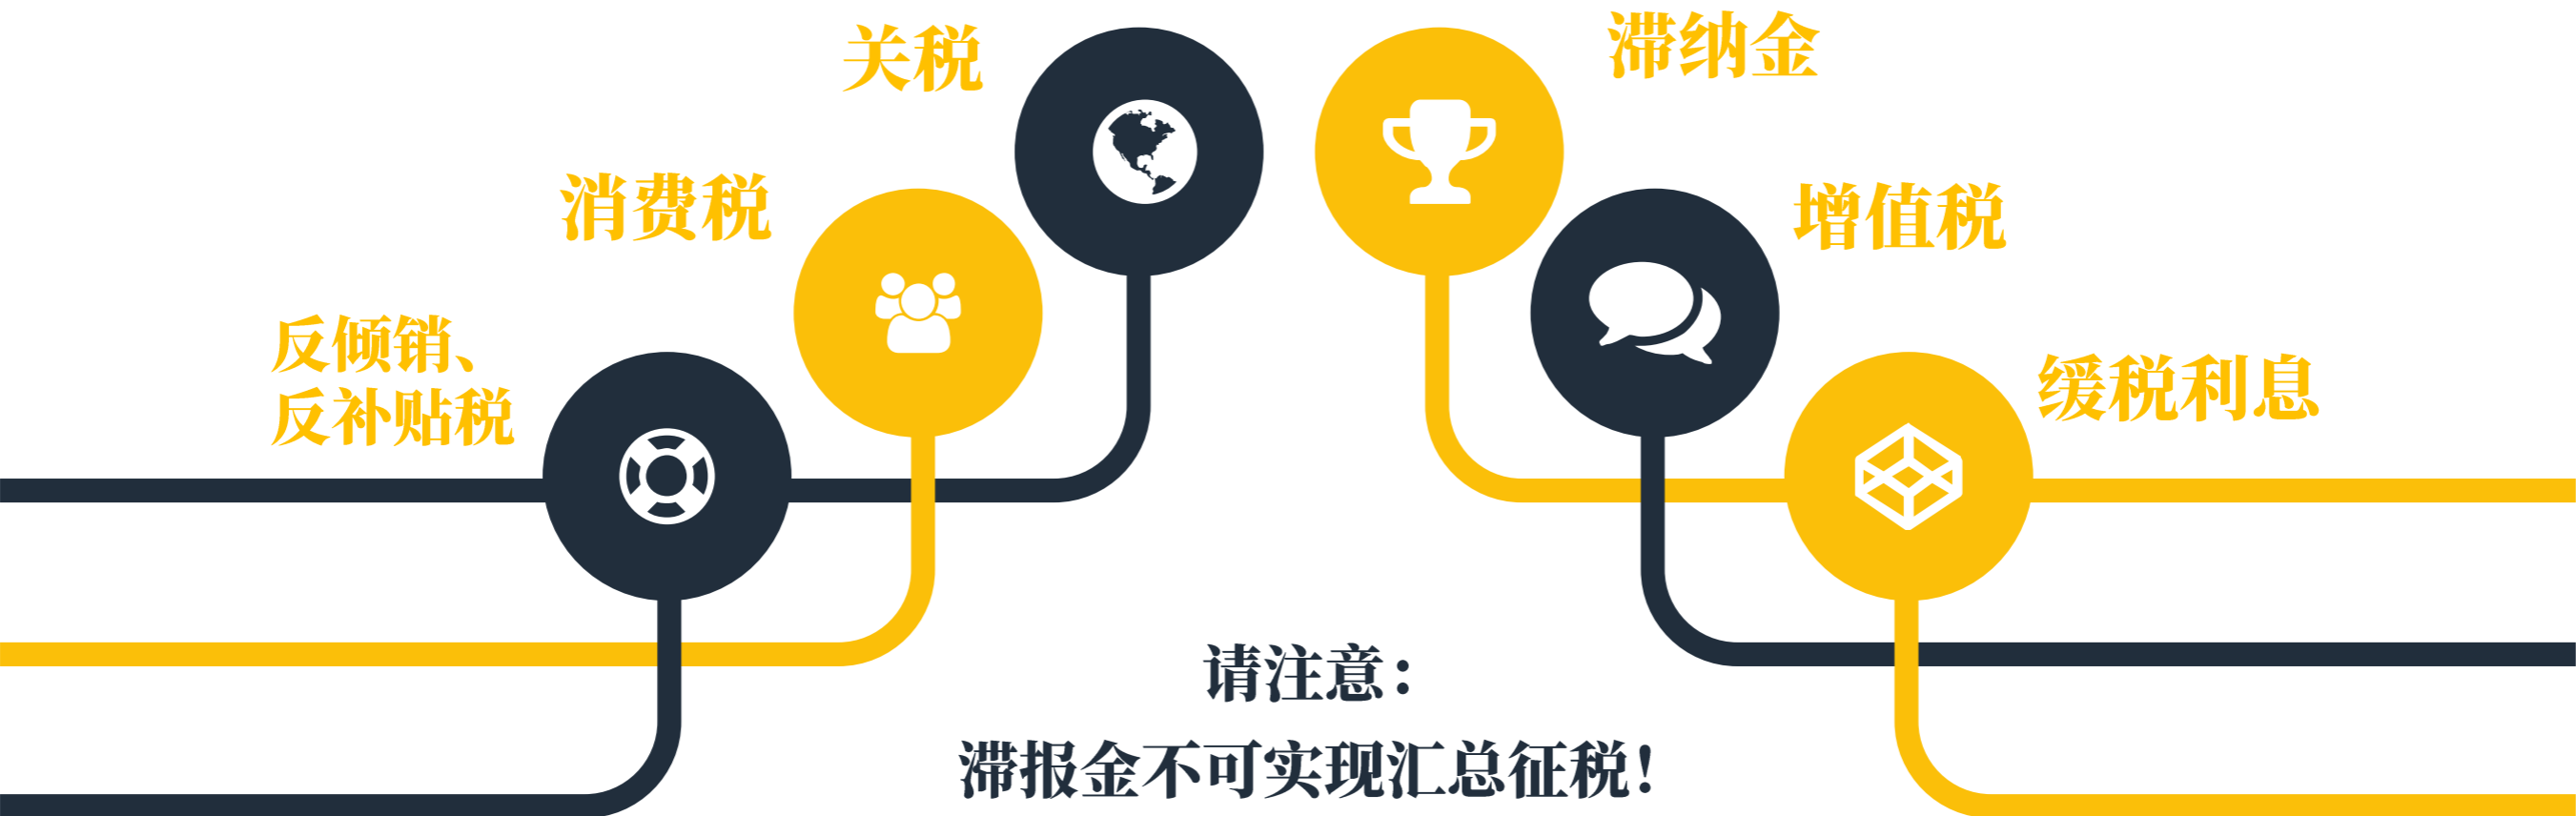 关税
滞纳金
消费税
增值税
反倾销、
反补贴税
缓税利息
请注意：
滞报金不可实现汇总征税！